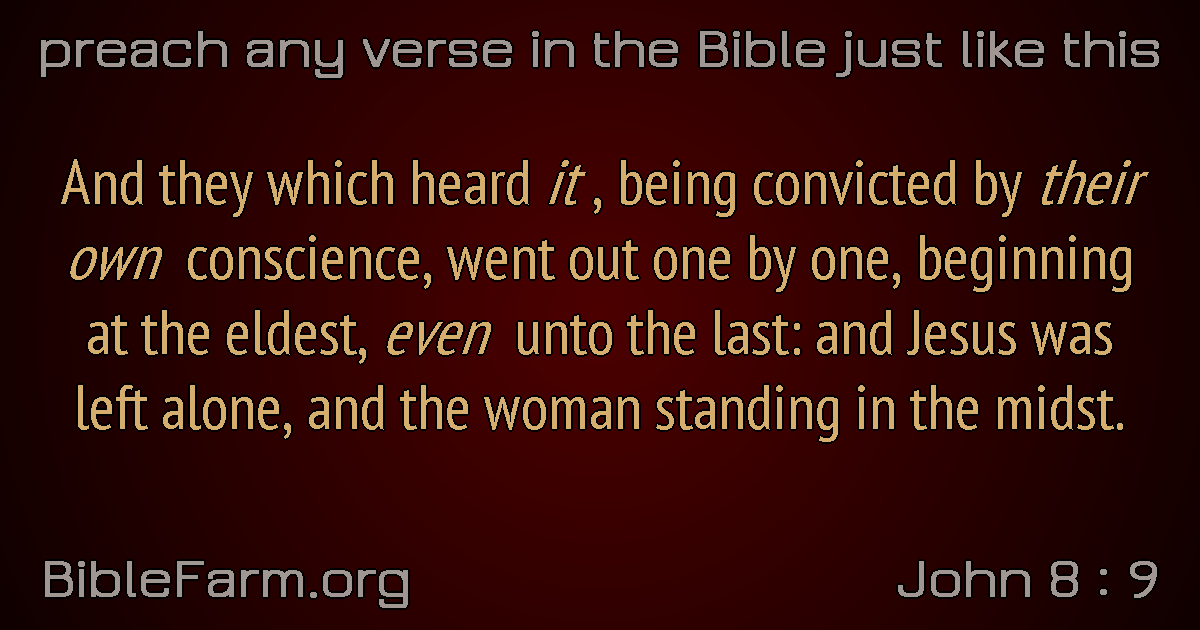 preach any verse in the Bible just like this
And they which heard it , being convicted by their
own conscience, went out one by one, beginning
at the eldest, even unto the last: and Jesus was
left alone, and the woman standing in the midst.
BibleFarm.org
John 8 : 9